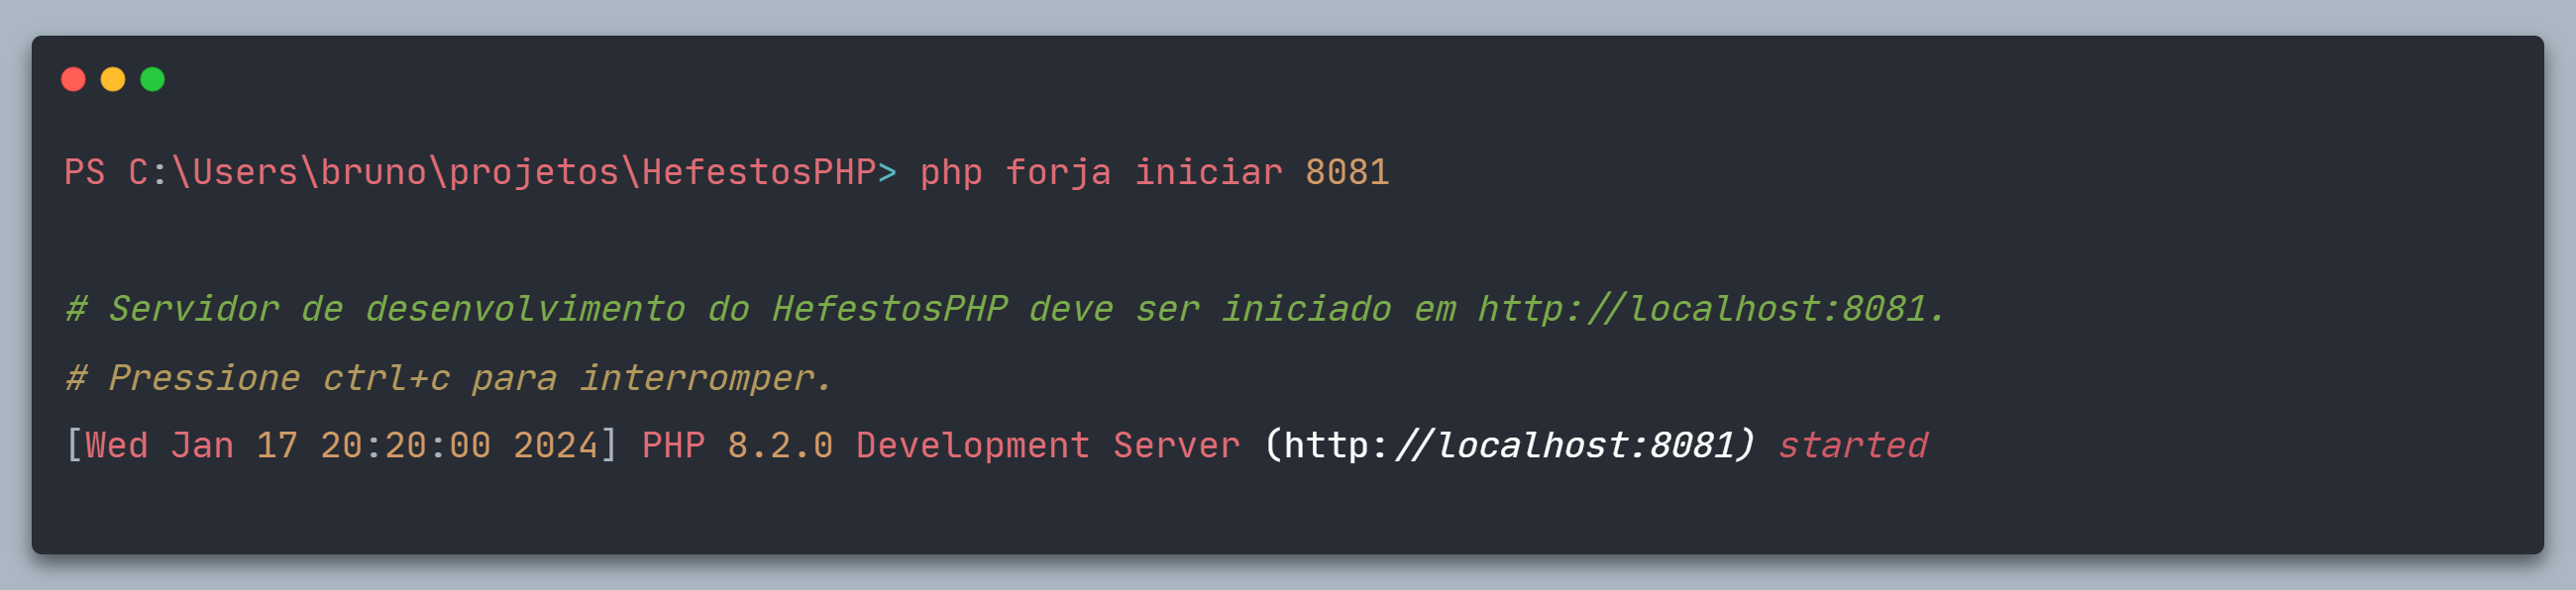 PS C:\Users\bruno\projetos\HefestosPHP> php forja iniciar 8081
# Servidor de desenvolvimento do HefestosPHP deve ser iniciado em http://localhost:8081.
# Pressione ctrl+c para interromper.
[Wed Jan 17 20:20:00 2024] PHP 8.2.0 Development Server (http://localhost:8081) started